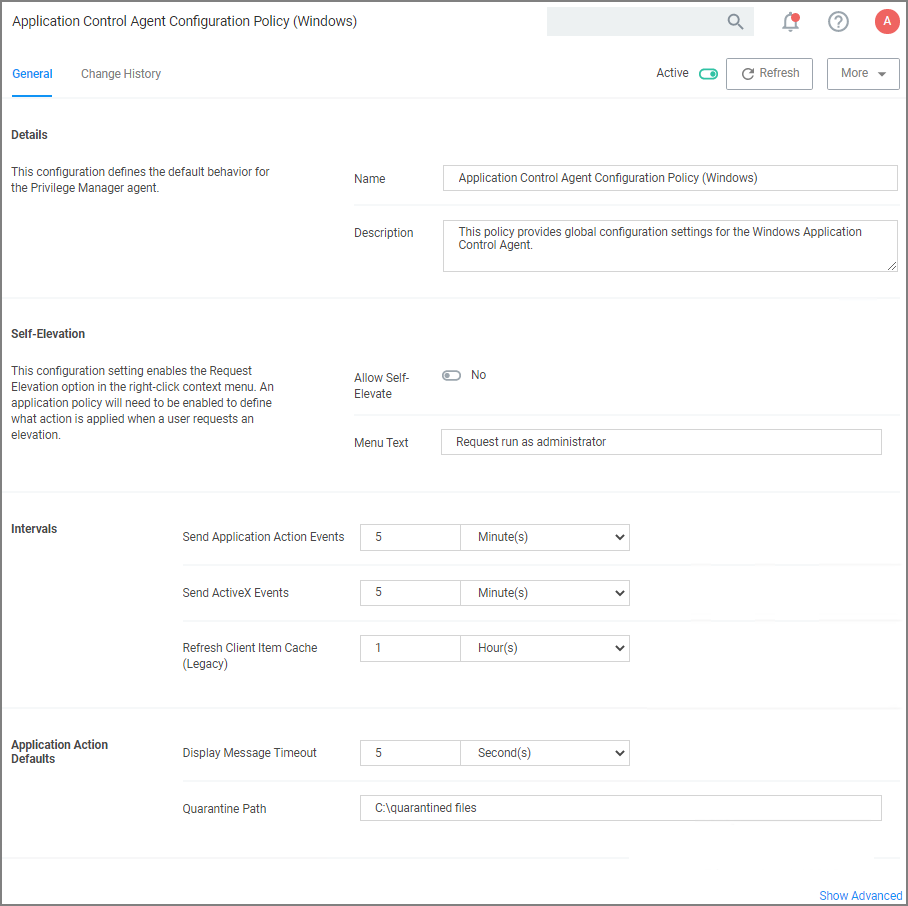 Application Control Agent Configuration Policy (Windows)
A
General
Change History
Active
Refresh
More
Details
This configuration defines the default behavior for
the Privilege Manager agent.
Name
Application Control Agent Configuration Policy (Windows)
Description
This policy provides global configuration settings for the Windows Application
Control Agent.
Self-Elevation
This configuration setting enables the Request
Elevation option in the right-click context menu. An
application policy will need to be enabled to define
what action is applied when a user requests an
elevation.
Allow Self-
Elevate
No
Menu Text
Request run as administrator
Intervals
Send Application Action Events
5
Minute(s)
Send ActiveX Events
5
Minute(s)
Refresh Client Item Cache
(Legacy)
1
Hour(s)
Application Action
Defaults
Display Message Timeout
5
Second(s)
Quarantine Path
C:\quarantined files
Show Advanced